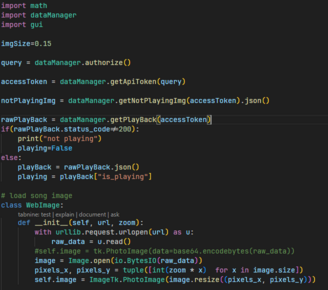 import math
import dataManager
import gui
imgSize=0.15
query = dataManager.authorize()
accessToken = dataManager.getApiToken(query)
notPlayingImg = dataManager.getNotPlayingImg(accessToken).json()
rawPlayBack = dataManager.getPlayBack(accessToken)
if(rawPlayBack.status_code≠200):
print("not playing")
playing=False
else:
playBack = rawPlayBack.json()
playing = playBack["is_playing"]
# load song image
class WebImage:
tabnine: test | explain | document | ask
def __init__(self, url, zoom):
with urllib.request.urlopen(url) as u:
raw_data = u.read()
#self.image = tk.PhotoImage(data=base64.encodebytes(raw_data))
image = Image.open(io.BytesIO(raw_data))
pixels_x, pixels_y = tuple([int(zoom * x)  for x in image.size])
self.image = ImageTk.PhotoImage(image.resize((pixels_x, pixels_y)))